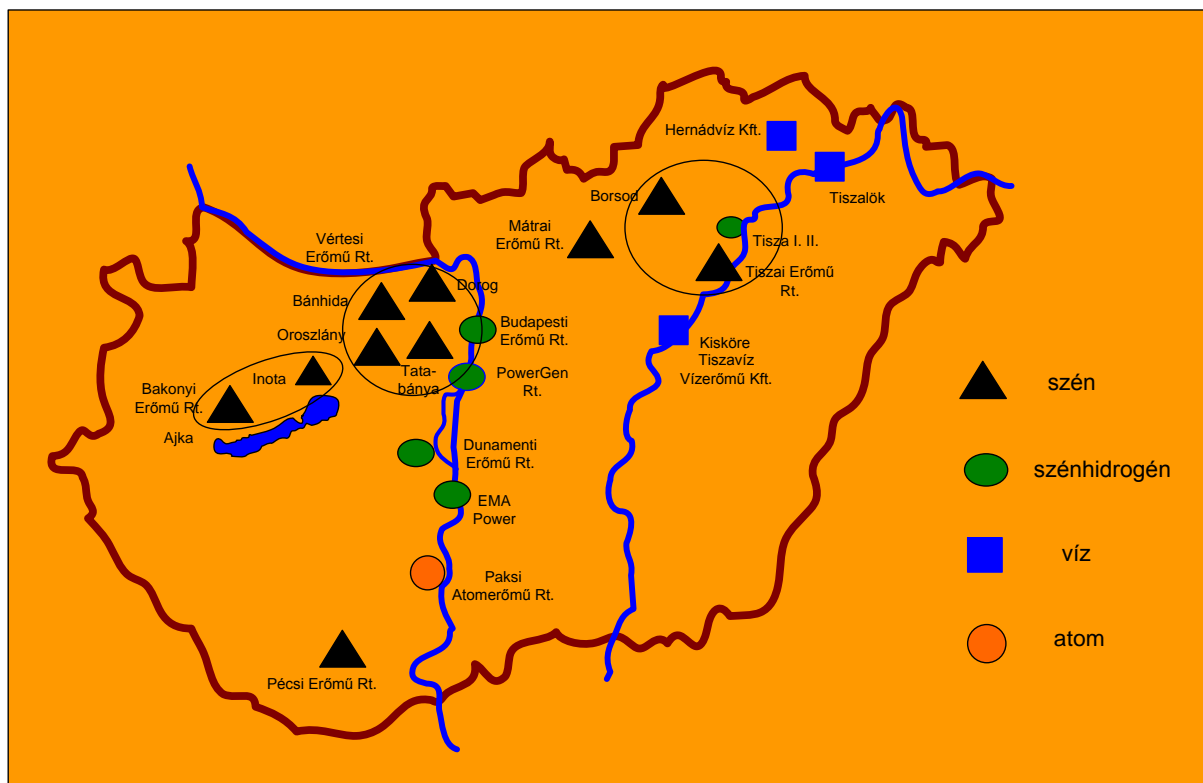 Hernádvíz Kft.
Tiszalök
Borsod
Mátrai
Erőmű Rt.
Tisza I. II.
Tiszai Erőmű
Rt.
Vértesi
Erőmű Rt.
Dorog
Bánhida
Oroszlány
Budapesti
Erőmű Rt.
Kisköre
Tiszavíz
Vízerőmű Kft.
Tata-
bánya
PowerGen
Rt.
Inota
Bakonyi
Erőmű Rt.
Ajka
Dunamenti
Erőmű Rt.
EMA
Power
Paksi
Atomerőmű Rt.
Pécsi Erőmű Rt.
szén
szénhidrogén
víz
atom